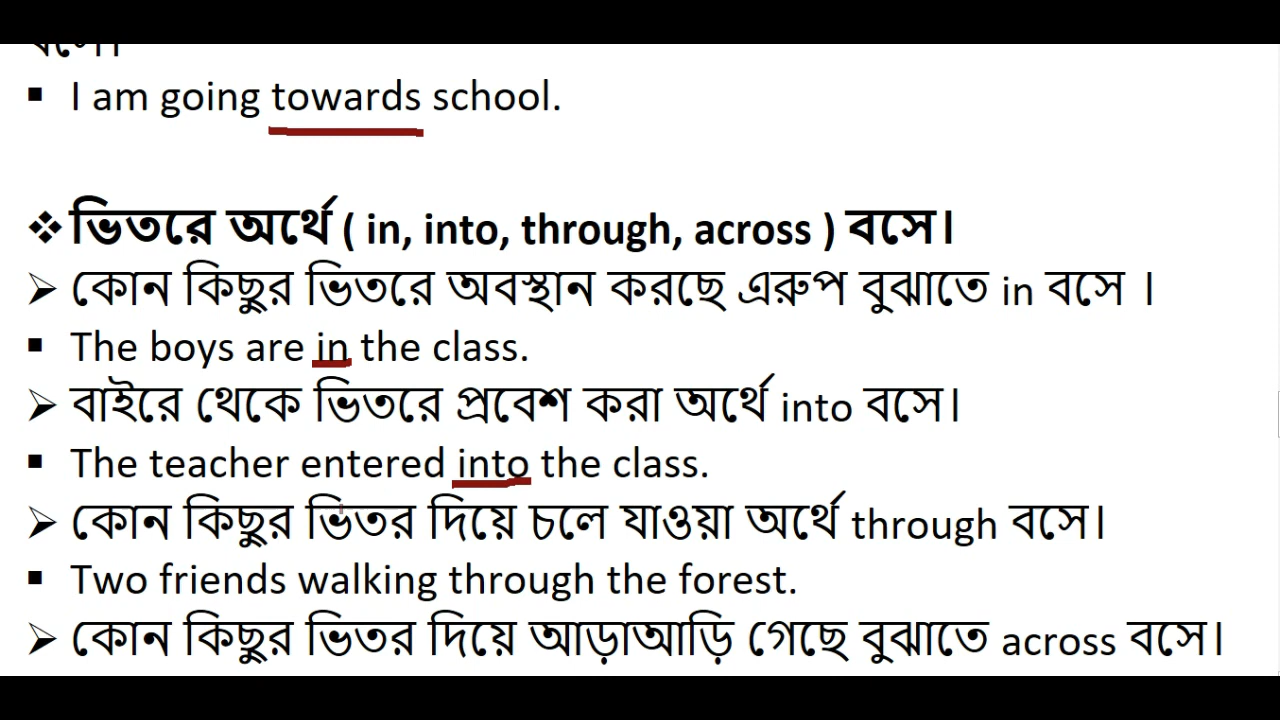 বসে।
▪ I am going towards school.
❖ ভিতরে অর্থে ( in, into, through, across ) বসে।
➢ কোন কিছুর ভিতরে অবস্থান করছে এরুপ বুঝাতে in বসে ।
▪ The boys are in the class.
➢ বাইরে থেকে ভিতরে প্রবেশ করা অর্থে into বসে।
▪ The teacher entered into the class.
➢ কোন কিছুর ভিতর দিয়ে চলে যাওয়া অর্থে through বসে।
▪ Two friends walking through the forest.
➢ কোন কিছুর ভিতর দিয়ে আড়াআড়ি গেছে বুঝাতে across বসে।